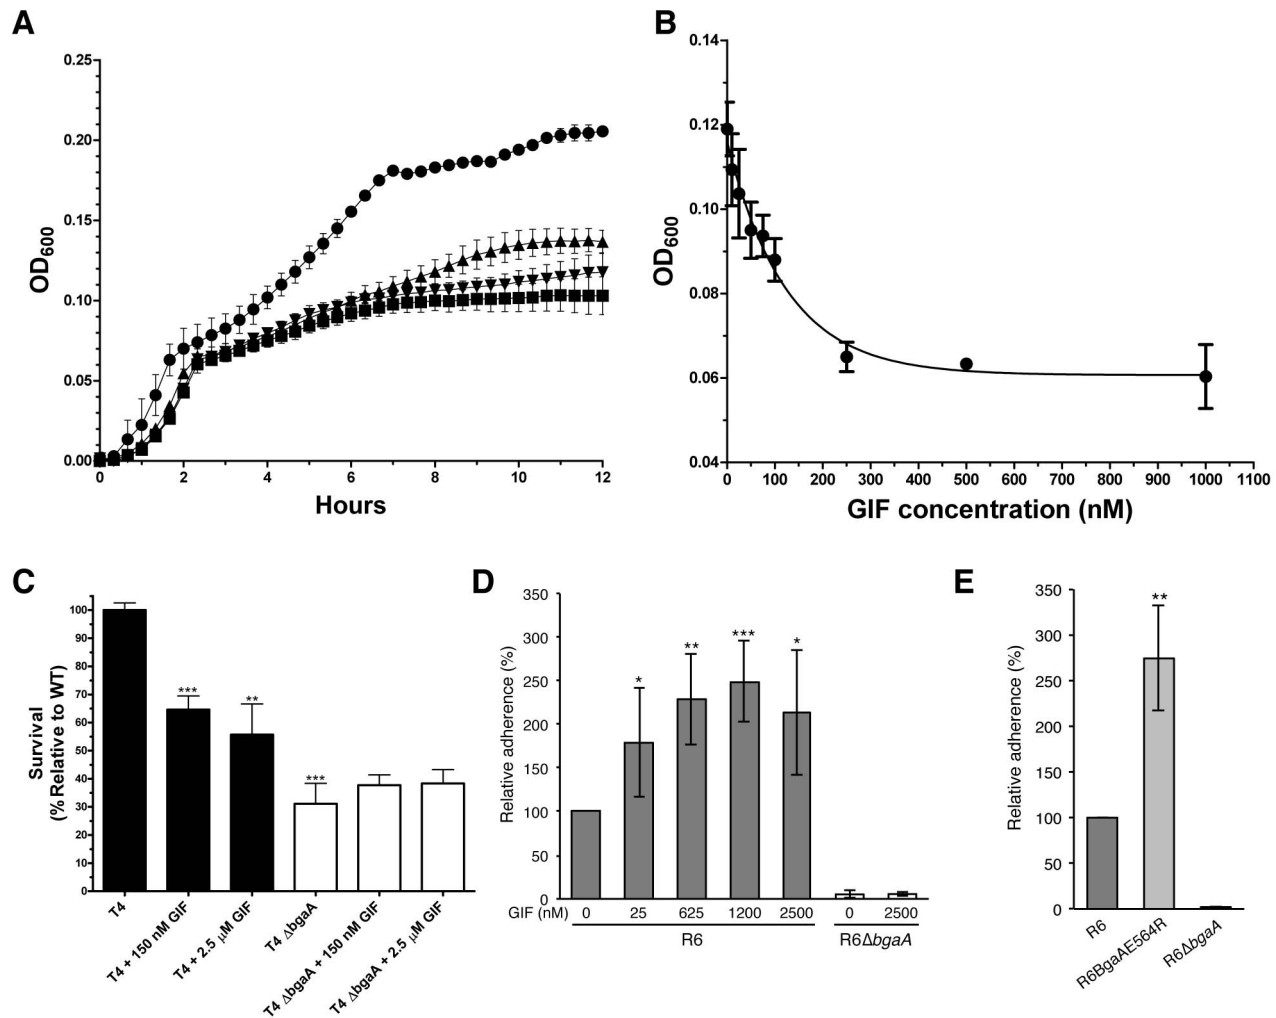 A
0.25
0.20
0.15
0.10
0.05
0.00
OD600
0 2 4 6 8 10 12
Hours
B
0.14
0.12
0.10
0.08
0.06
0.04
OD600
0 100 200 300 400 500 600 700 800 900 1000 1100
GIF concentration (nM)
C
100
90
80
70
60
50
40
30
20
10
0
Survival
(% Relative to WT)
*** ** ***
T4
T4 + 150 nM GIF
T4 + 2.5 μM GIF
T4 ΔbgaA
T4 ΔbgaA + 150 nM GIF
T4 ΔbgaA + 2.5 μM GIF
D
350
300
250
200
150
100
50
0
Relative adherence (%)
* ** *** *
GIF (nM) 0 25 625 1200 2500 0 2500
R6 R6ΔbgaA
E
350
300
250
200
150
100
50
0
Relative adherence (%)
**
R6
R6BgaAE564R
R6ΔbgaA